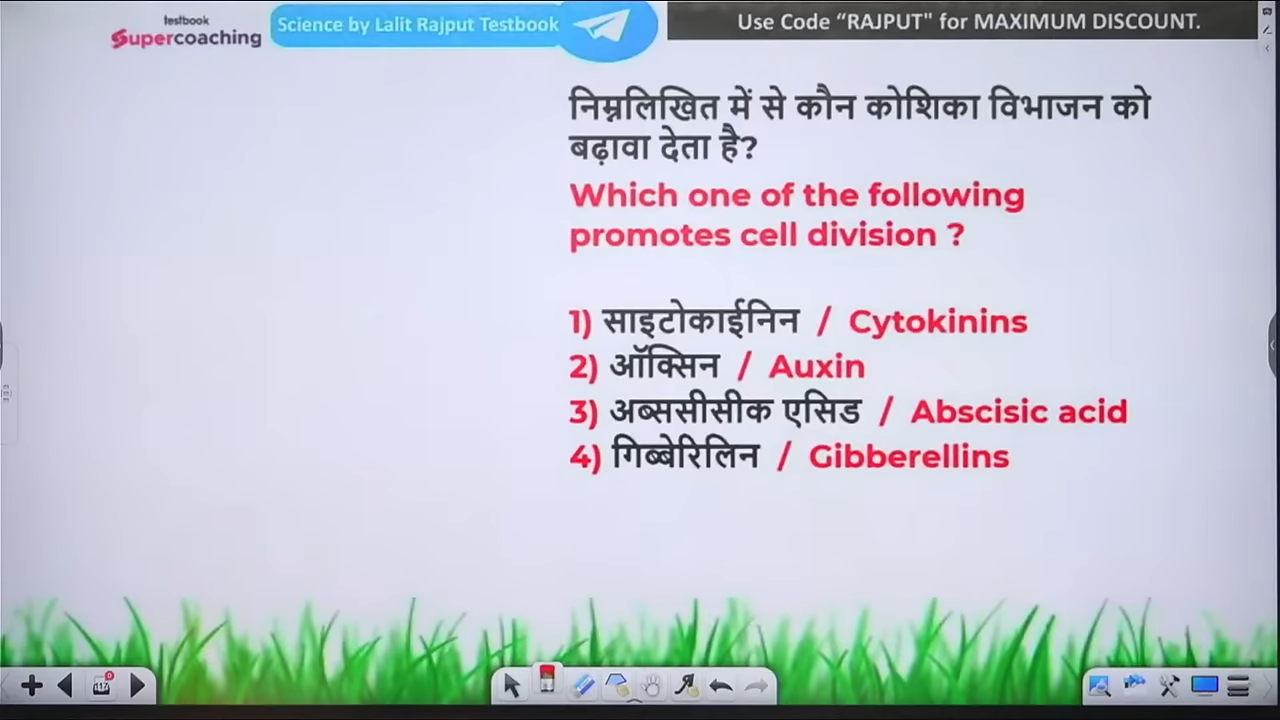 testbook
Supercoaching
Science by Lalit Rajput Testbook
Use Code “RAJPUT" for MAXIMUM DISCOUNT.
निम्नलिखित में से कौन कोशिका विभाजन को
बढ़ावा देता है?
Which one of the following
promotes cell division ?
1) साइटोकाईनिन / Cytokinins
2) ऑक्सिन / Auxin
3) अब्ससीसीक एसिड / Abscisic acid
4) गिब्बेरिलिन / Gibberellins
117